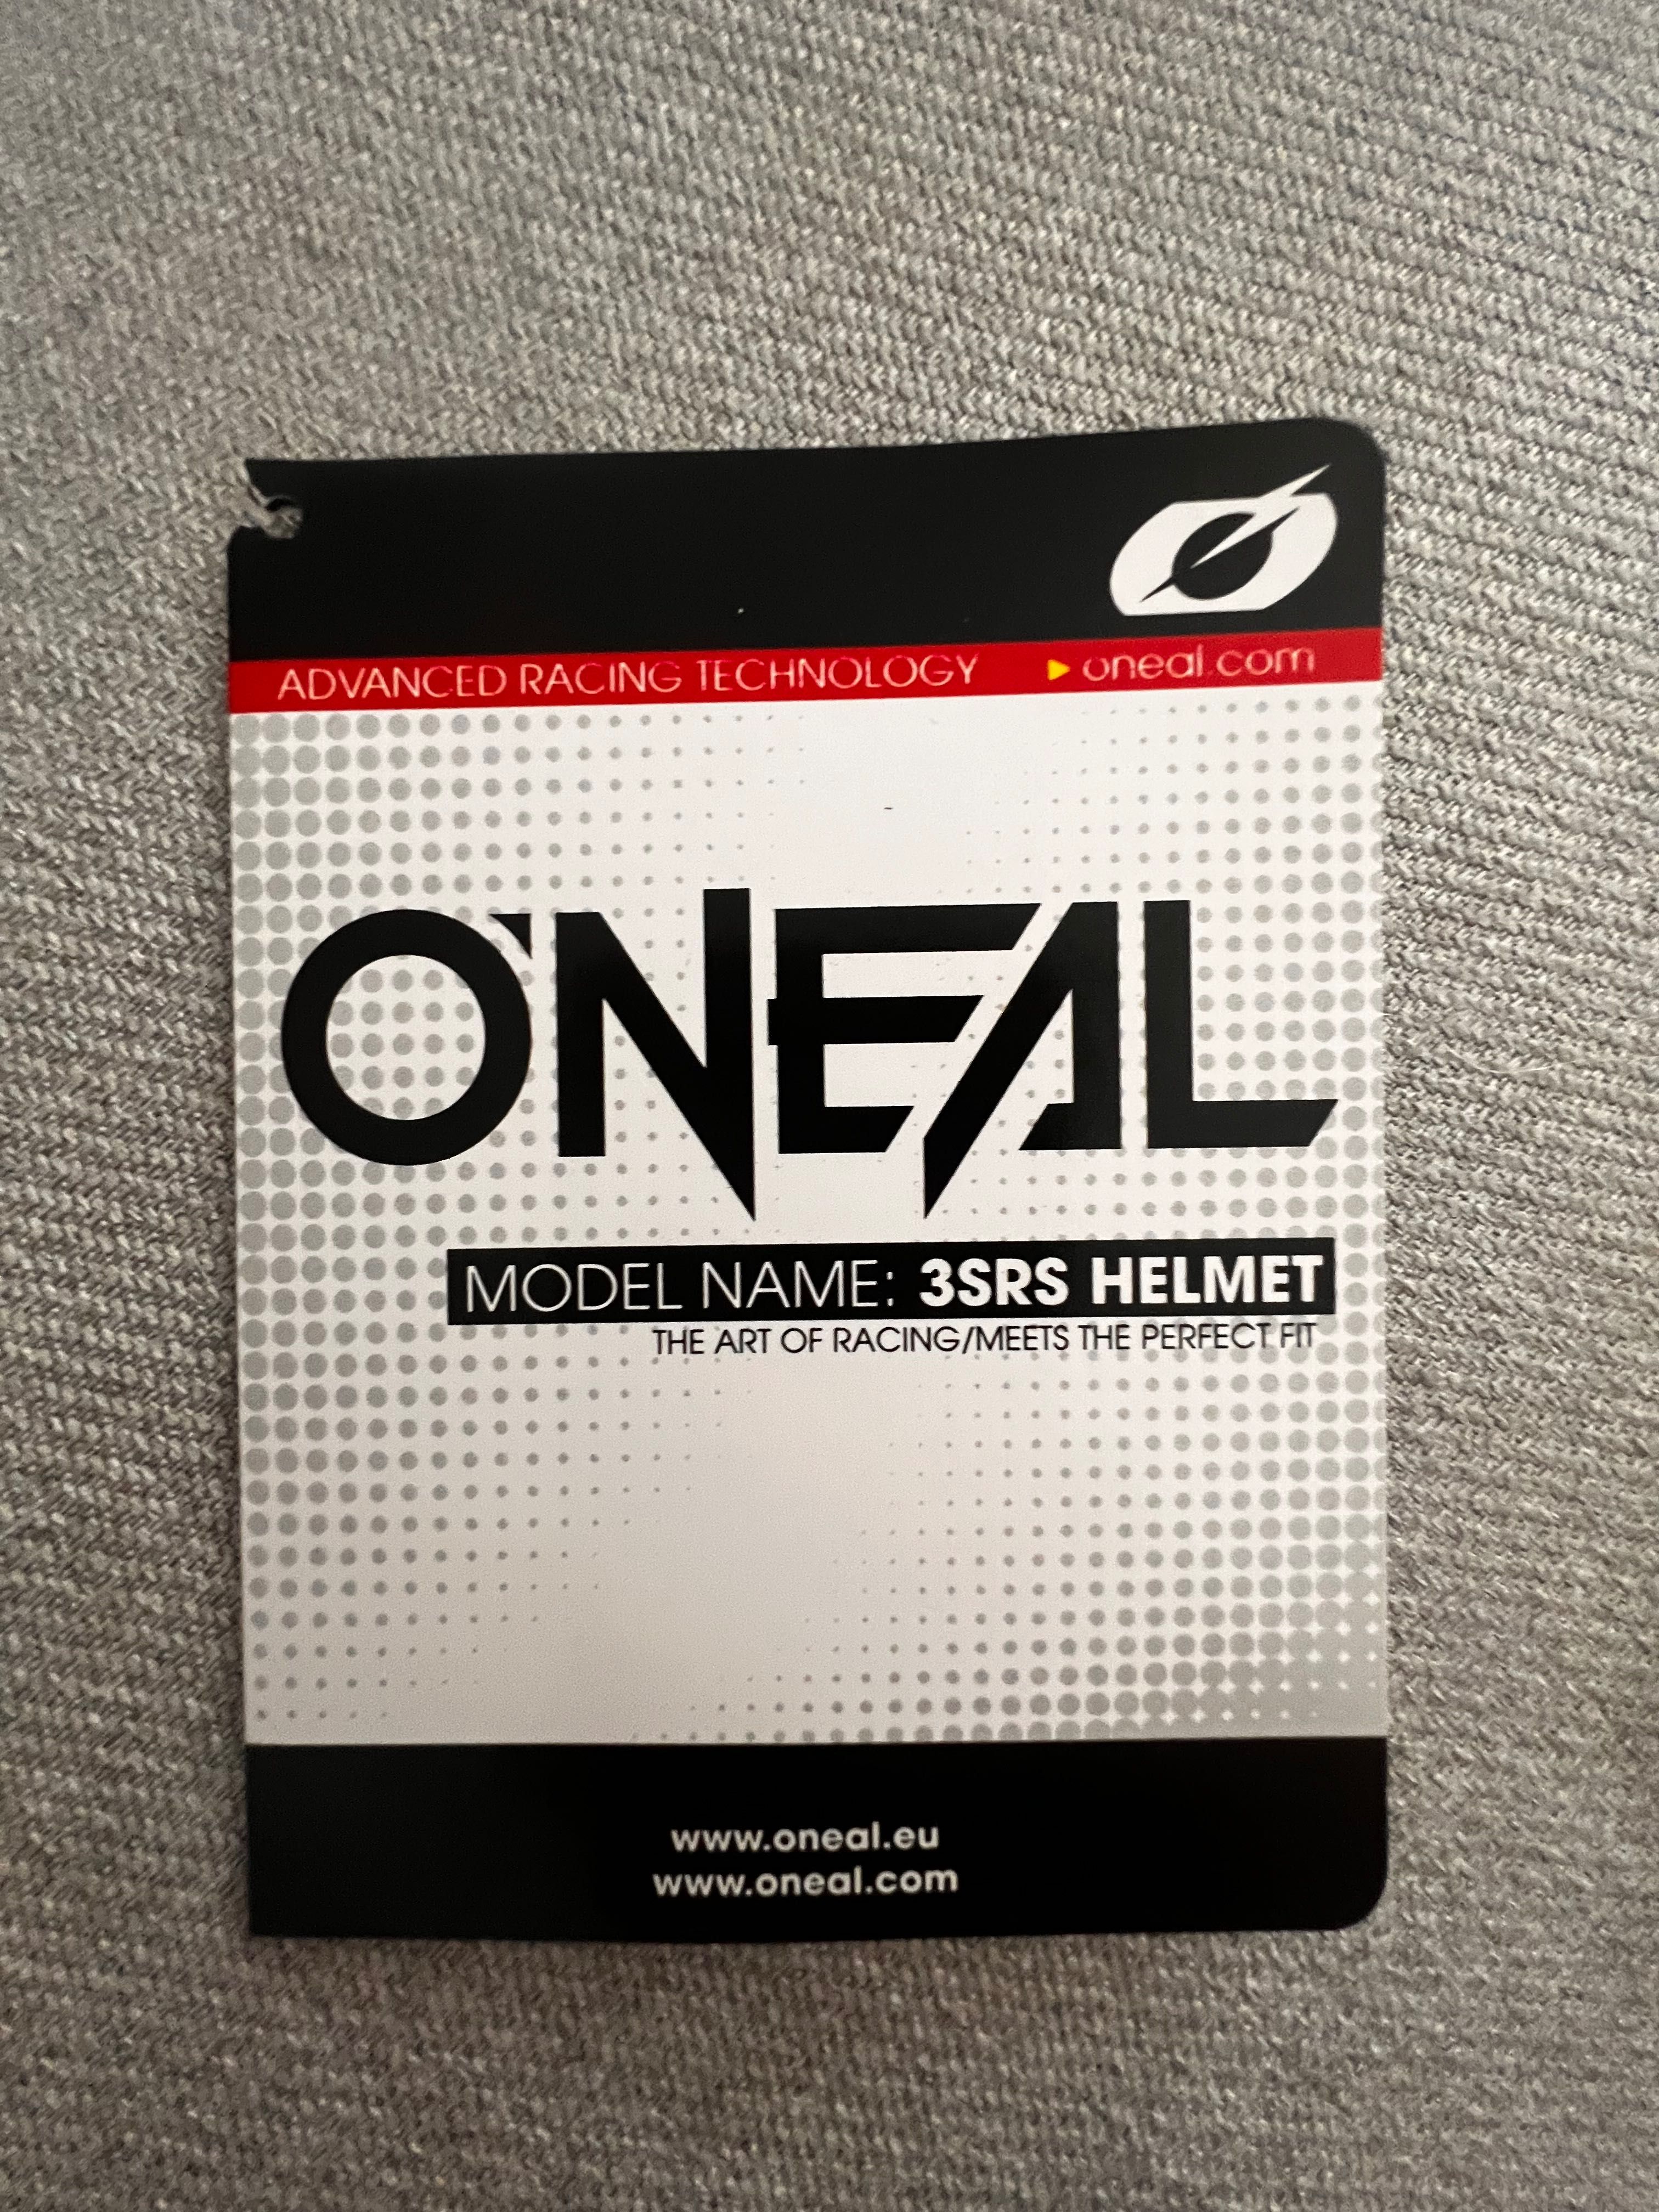 ADVANCED RACING TECHNOLOGY ▶ oneal.com
O'NEAL
MODEL NAME: 3SRS HELMET
THE ART OF RACING/MEETS THE PERFECT FIT
www.oneal.eu
www.oneal.com